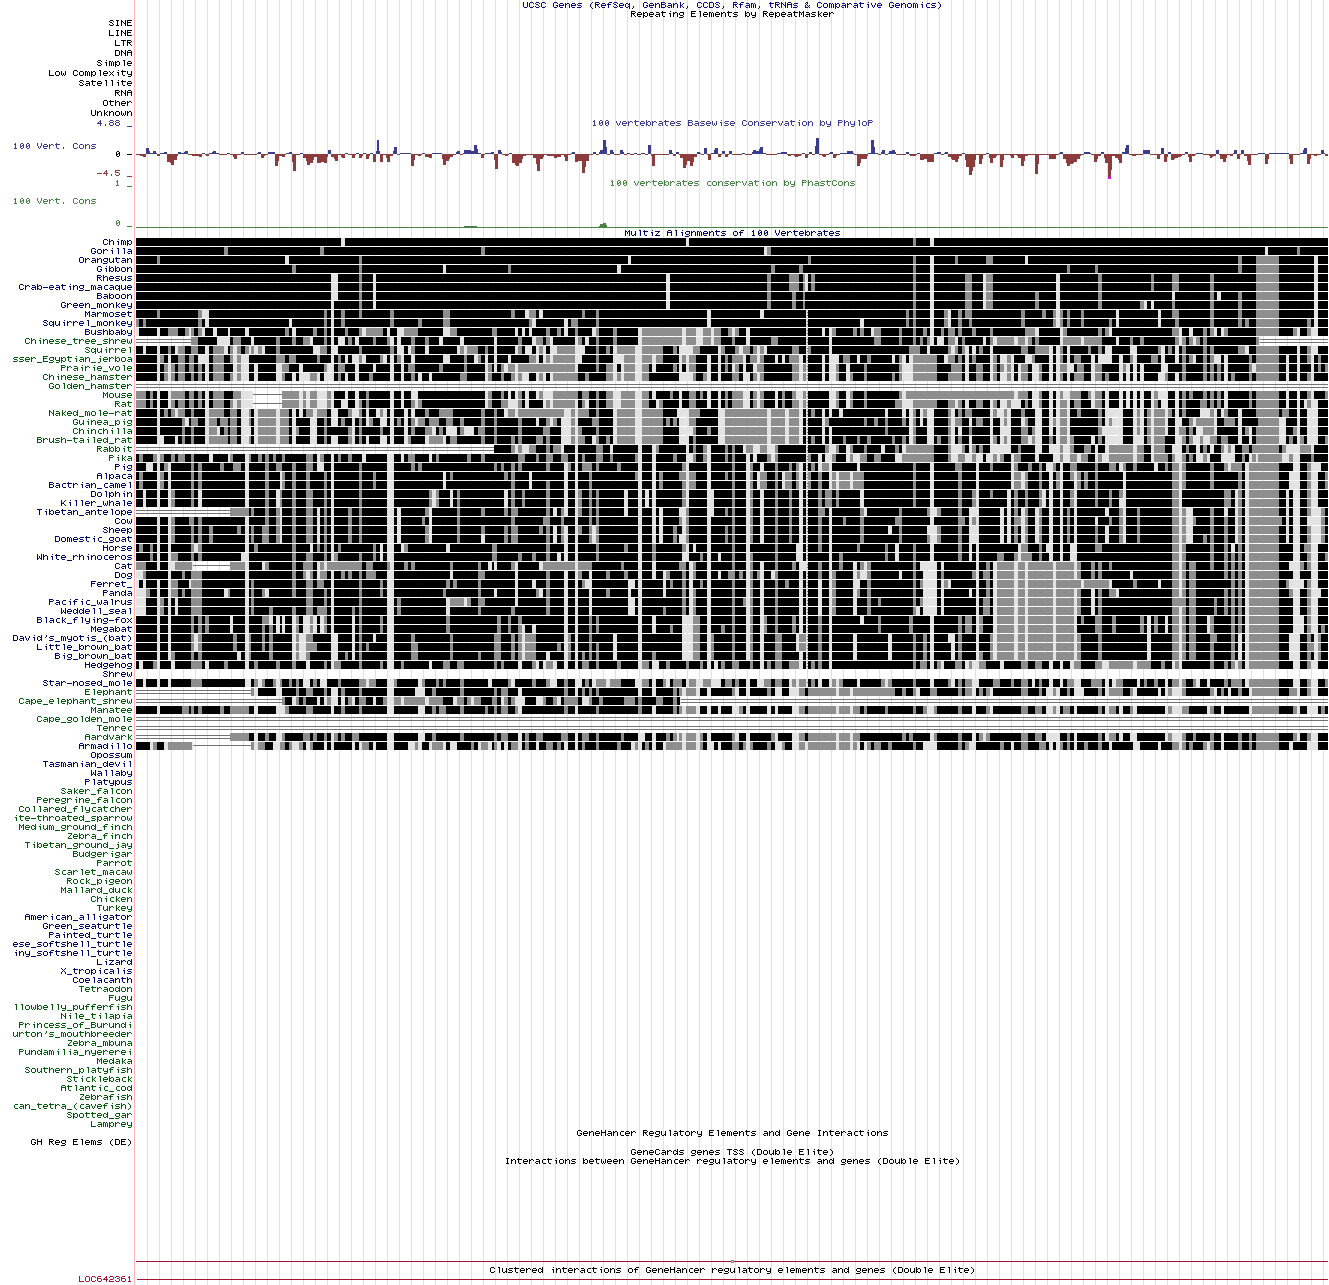 UCSC Genes (RefSeq, GenBank, CCDS, Rfam, tRNAs & Comparative Genomics)
Repeating Elements by RepeatMasker
SINE
LINE
LTR
DNA
Simple
Low Complexity
Satellite
RNA
Other
Unknown
4.88 _
100 vertebrates Basewise Conservation by PhyloP
100 Vert. Cons
0 -
-4.5 _
1 _
100 vertebrates conservation by PhastCons
100 Vert. Cons
0 _
Multiz Alignments of 100 Vertebrates
Chimp
Gorilla
Orangutan
Gibbon
Rhesus
Crab-eating_macaque
Baboon
Green_monkey
Marmoset
Squirrel_monkey
Bushbaby
Chinese_tree_shrew
Squirrel
sser_Egyptian_jerboa
Prairie_vole
Chinese_hamster
Golden_hamster
Mouse
Rat
Naked_mole-rat
Guinea_pig
Chinchilla
Brush-tailed_rat
Rabbit
Pika
Pig
Alpaca
Bactrian_camel
Dolphin
Killer_whale
Tibetan_antelope
Cow
Sheep
Domestic_goat
Horse
White_rhinoceros
Cat
Dog
Ferret_
Panda
Pacific_walrus
Weddell_seal
Black_flying-fox
Megabat
David's_myotis_(bat)
Little_brown_bat
Big_brown_bat
Hedgehog
Shrew
Star-nosed_mole
Elephant
Cape_elephant_shrew
Manatee
Cape_golden_mole
Tenrec
Aardvark
Armadillo
Opossum
Tasmanian_devil
Wallaby
Platypus
Saker_falcon
Peregrine_falcon
Collared_flycatcher
ite-throated_sparrow
Medium_ground_finch
Zebra_finch
Tibetan_ground_jay
Budgerigar
Parrot
Scarlet_macaw
Rock_pigeon
Mallard_duck
Chicken
Turkey
American_alligator
Green_seaturtle
Painted_turtle
ese_softshell_turtle
iny_softshell_turtle
Lizard
X_tropicalis
Coelacanth
Tetraodon
Fugu
llowbelly_pufferfish
Nile_tilapia
Princess_of_Burundi
urton's_mouthbreeder
Zebra_mbuna
Pundamilia_nyererei
Medaka
Southern_platyfish
Stickleback
Atlantic_cod
Zebrafish
can_tetra_(cavefish)
Spotted_gar
Lamprey
GeneHancer Regulatory Elements and Gene Interactions
GH Reg Elems (DE)
GeneCards genes TSS (Double Elite)
Interactions between GeneHancer regulatory elements and genes (Double Elite)
Clustered interactions of GeneHancer regulatory elements and genes (Double Elite)
LOC642361